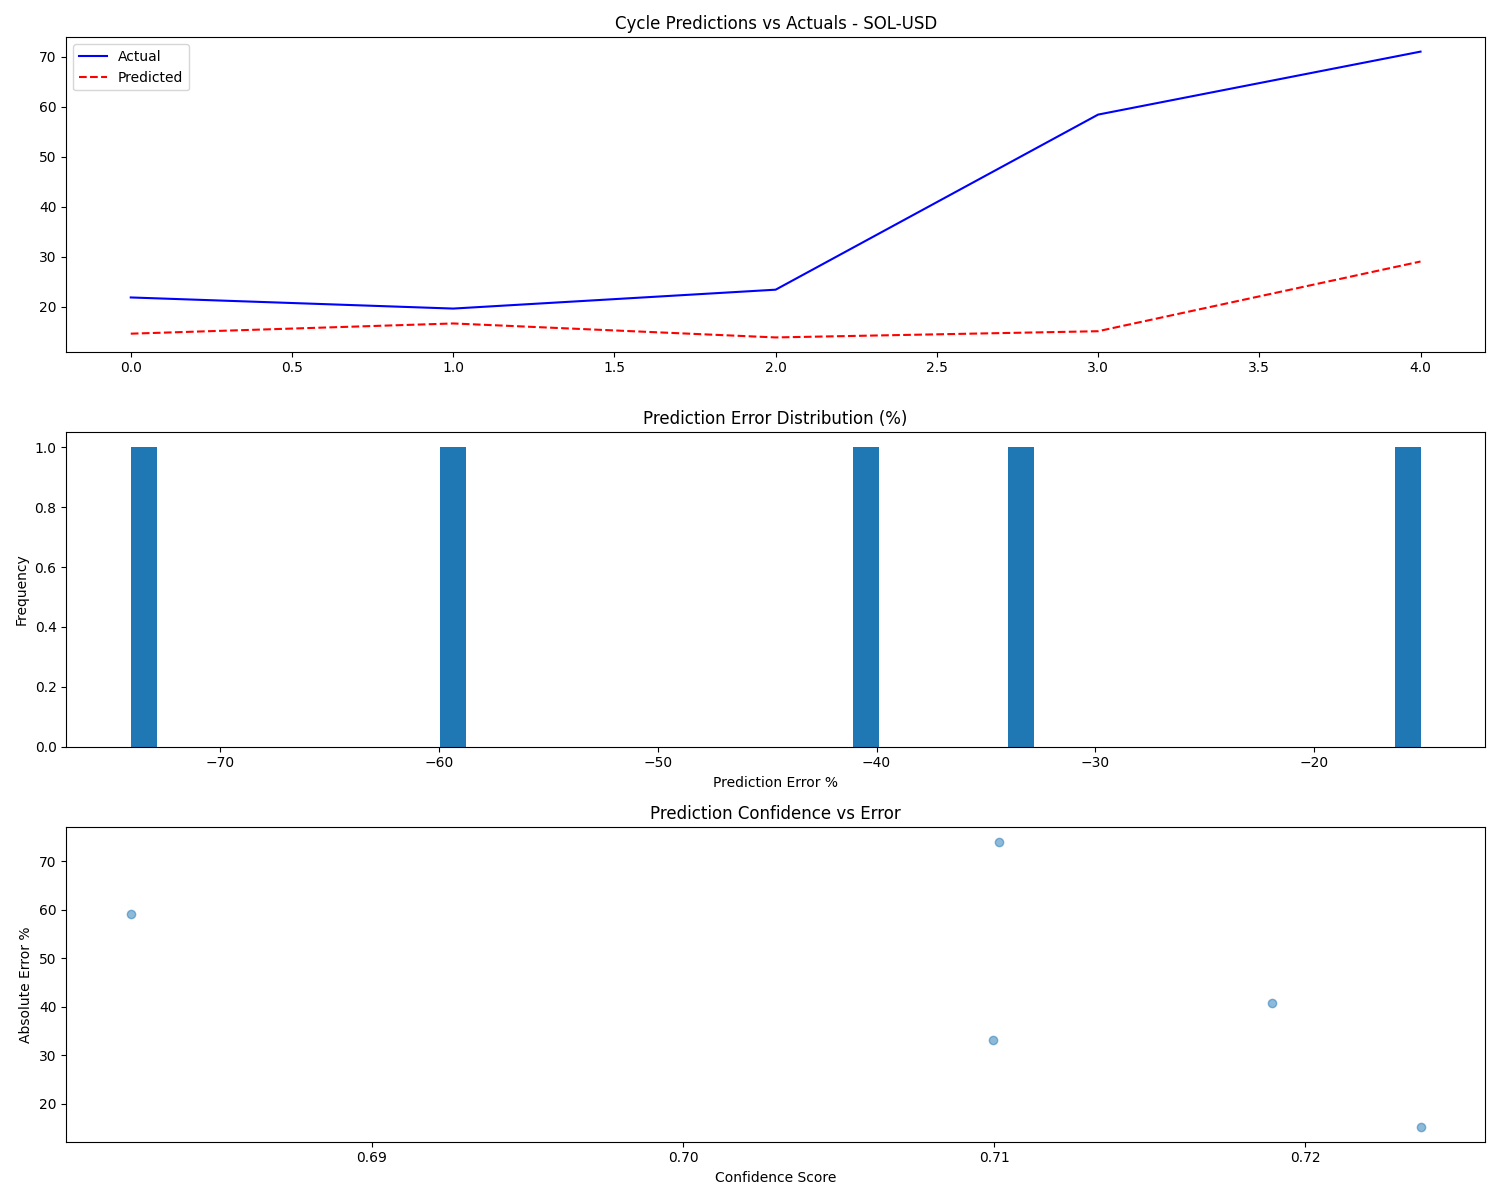 Cycle Predictions vs Actuals - SOL-USD
Actual
Predicted
70
60
50
40
30
20
0.0 0.5 1.0 1.5 2.0 2.5 3.0 3.5 4.0
Prediction Error Distribution (%)
Frequency
1.0
0.8
0.6
0.4
0.2
0.0
−70 −60 −50 −40 −30 −20
Prediction Error %
Prediction Confidence vs Error
Absolute Error %
70
60
50
40
30
20
0.69 0.70 0.71 0.72
Confidence Score